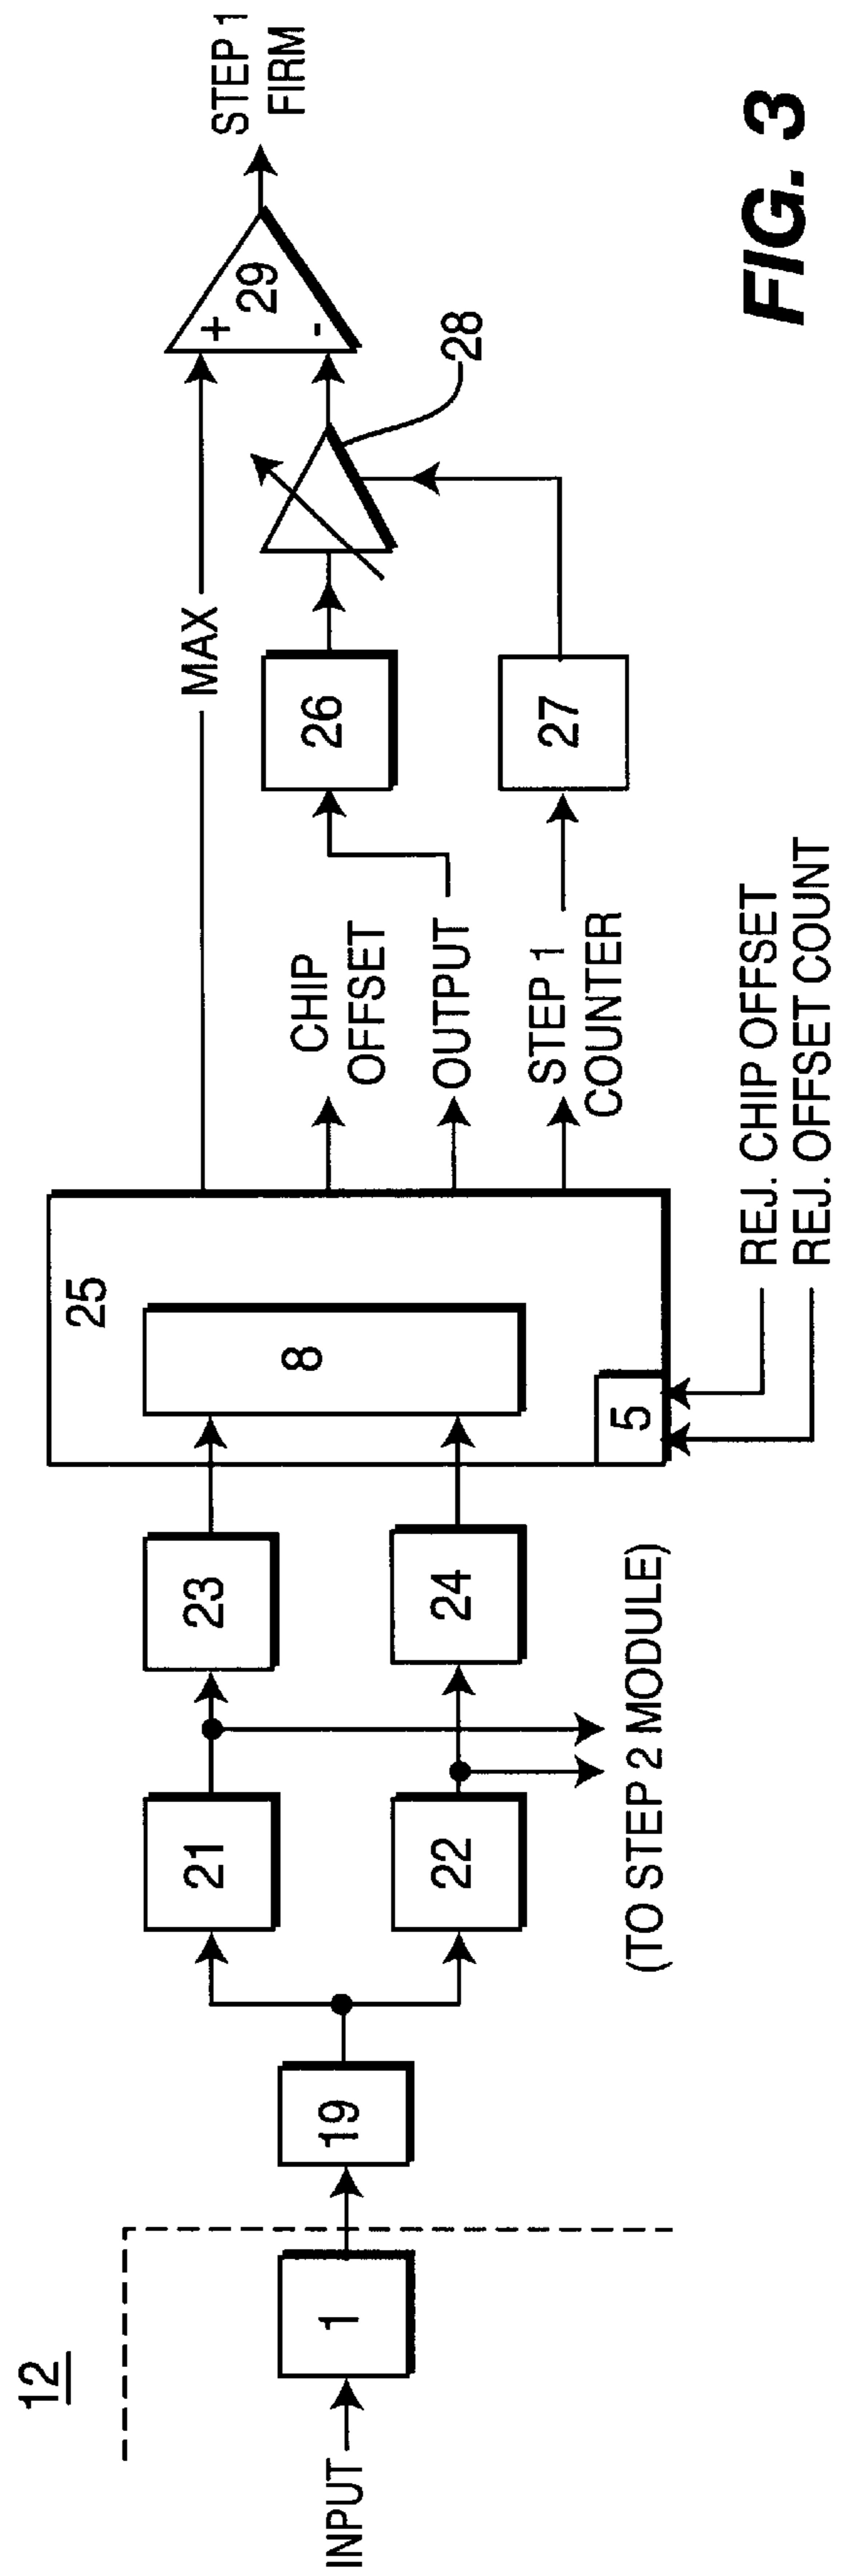 12
INPUT
1
19
21
22
23
24
(TO STEP 2 MODULE)
25
8
5
REJ. CHIP OFFSET
REJ. OFFSET COUNT
MAX
CHIP
OFFSET
OUTPUT
STEP 1
COUNTER
26
27
28
+
29
-
STEP 1
FIRM
FIG. 3